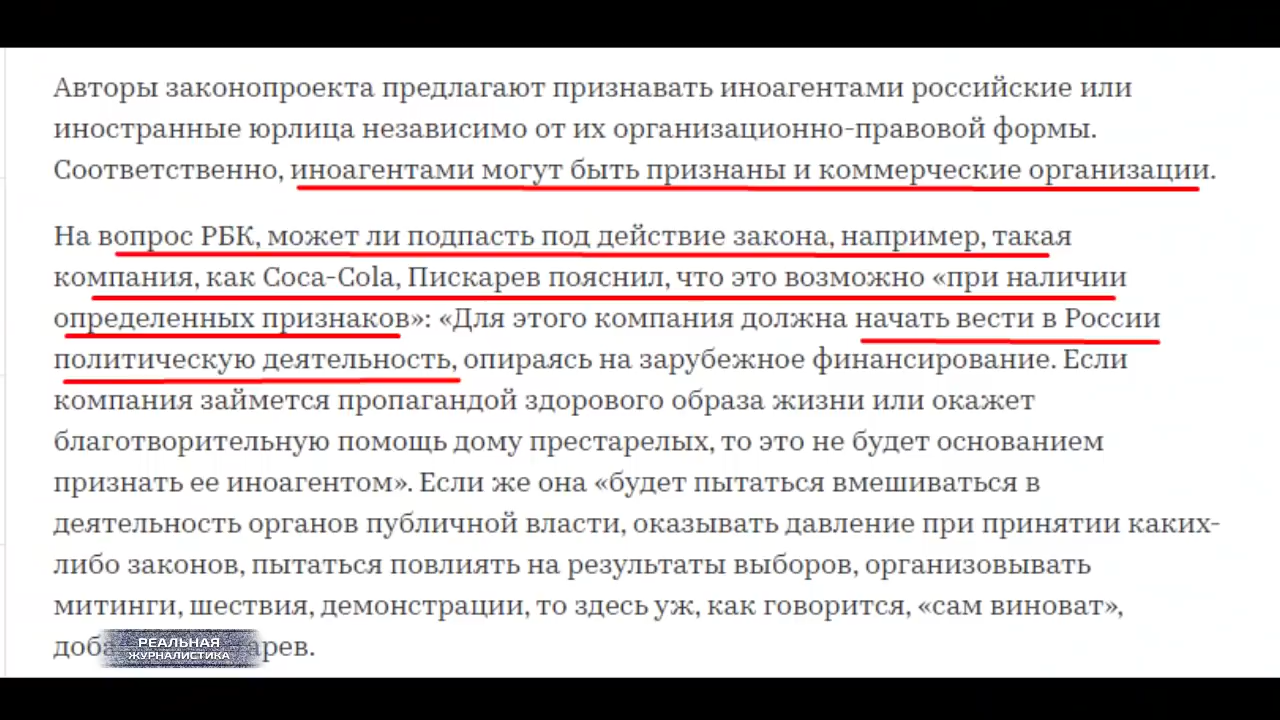 Авторы законопроекта предлагают признавать иноагентами российские или
иностранные юрлица независимо от их организационно-правовой формы.
Соответственно, иноагентами могут быть признаны и коммерческие организации.
На вопрос РБК, может ли подпасть под действие закона, например, такая
компания, как Coca-Cola, Пискарев пояснил, что это возможно «при наличии
определенных признаков»: «Для этого компания должна начать вести в России
политическую деятельность, опираясь на зарубежное финансирование. Если
компания займется пропагандой здорового образа жизни или окажет
благотворительную помощь дому престарелых, то это не будет основанием
признать ее иноагентом». Если же она «будет пытаться вмешиваться в
деятельность органов публичной власти, оказывать давление при принятии каких-
либо законов, пытаться повлиять на результаты выборов, организовывать
митинги, шествия, демонстрации, то здесь уж, как говорится, «сам виноват»,
РЕАЛЬНАЯ
ЖУРНАЛИСТИКА